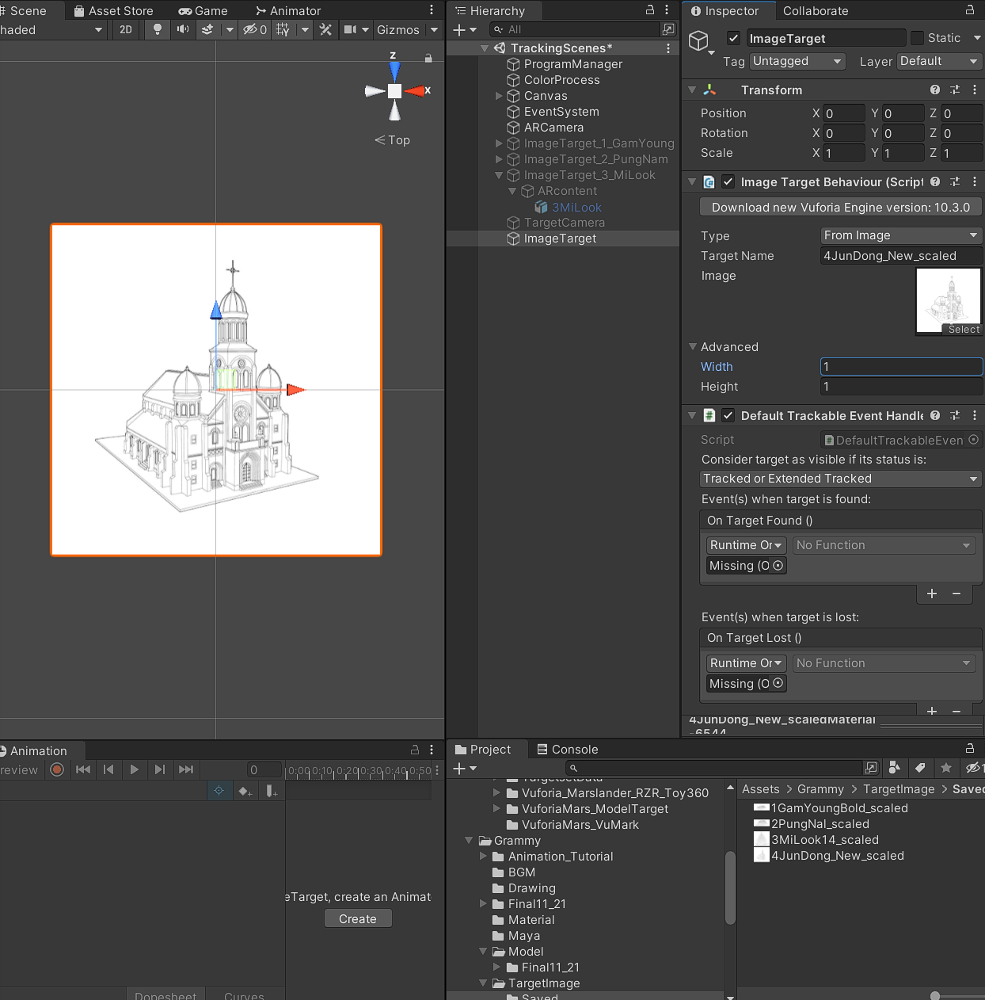 Scene
Asset Store
Game
Animator
haded
2D
0
Gizmos
Z
X
Top
Hierarchy
All
TrackingScenes*
ProgramManager
ColorProcess
Canvas
EventSystem
ARCamera
ImageTarget_1_GamYoung
ImageTarget_2_PungNam
ImageTarget_3_MiLook
ARcontent
3MiLook
TargetCamera
ImageTarget
Inspector
Collaborate
ImageTarget
Static
Tag Untagged
Layer Default
Transform
Position X 0 Y 0 Z 0
Rotation X 0 Y 0 Z 0
Scale X 1 Y 1 Z 1
Image Target Behaviour (Script
Download new Vuforia Engine version: 10.3.0
Type From Image
Target Name 4JunDong_New_scaled
Image
Select
Advanced
Width 1
Height 1
Default Trackable Event Handle
Script DefaultTrackableEven
Consider target as visible if its status is:
Tracked or Extended Tracked
Event(s) when target is found:
On Target Found ()
Runtime Or No Function
Missing (O
+ −
Event(s) when target is lost:
On Target Lost ()
Runtime Or No Function
Missing (O
+ −
4JunDong_New_scaledMaterial
-6544
Animation
review
0
0:00 0:10 0:20 0:30 0:40 0:50
eTarget, create an Animat
Create
Dopesheet
Curves
Project
Console
TargetsetData
Vuforia_Marslander_RZR_Toy360
VuforiaMars_ModelTarget
VuforiaMars_VuMark
Grammy
Animation_Tutorial
BGM
Drawing
Final11_21
Material
Maya
Model
Final11_21
TargetImage
Saved
1
Assets > Grammy > TargetImage > Saved
1GamYoungBold_scaled
2PungNal_scaled
3MiLook14_scaled
4JunDong_New_scaled